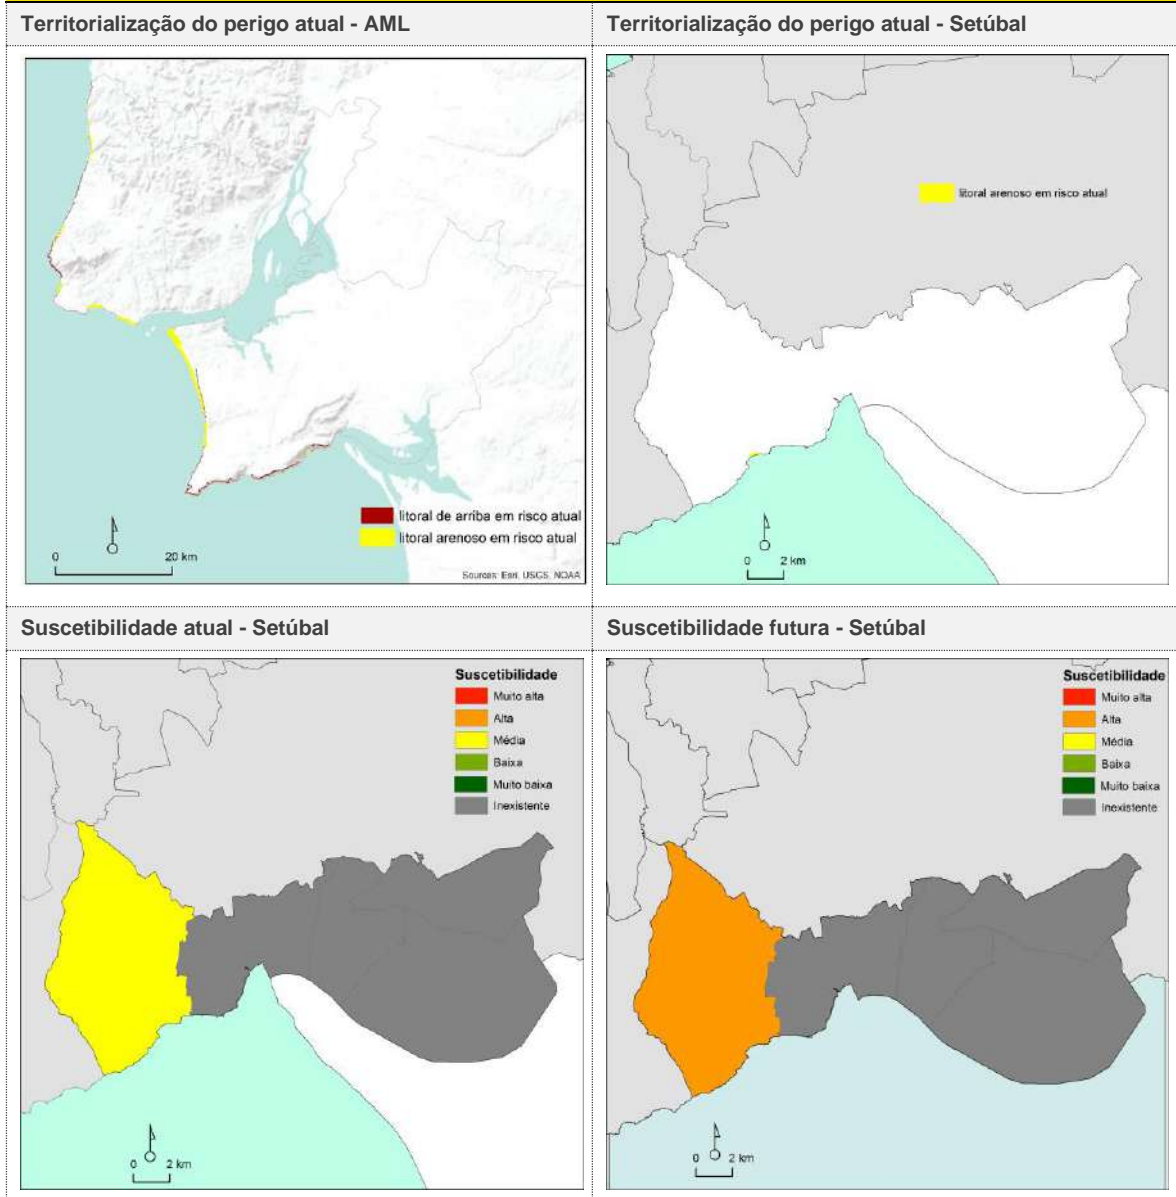 Territorialização do perigo atual - AML
Territorialização do perigo atual - Setúbal
litoral de arriba em risco atual
litoral arenoso em risco atual
0 20 km
Sources: Esri, USGS, NOAA
litoral arenoso em risco atual
0 2 km
Suscetibilidade atual - Setúbal
Suscetibilidade futura - Setúbal
Suscetibilidade
Muito alta
Alta
Média
Baixa
Muito baixa
Inexistente
0 2 km
Suscetibilidade
Muito alta
Alta
Média
Baixa
Muito baixa
Inexistente
0 2 km